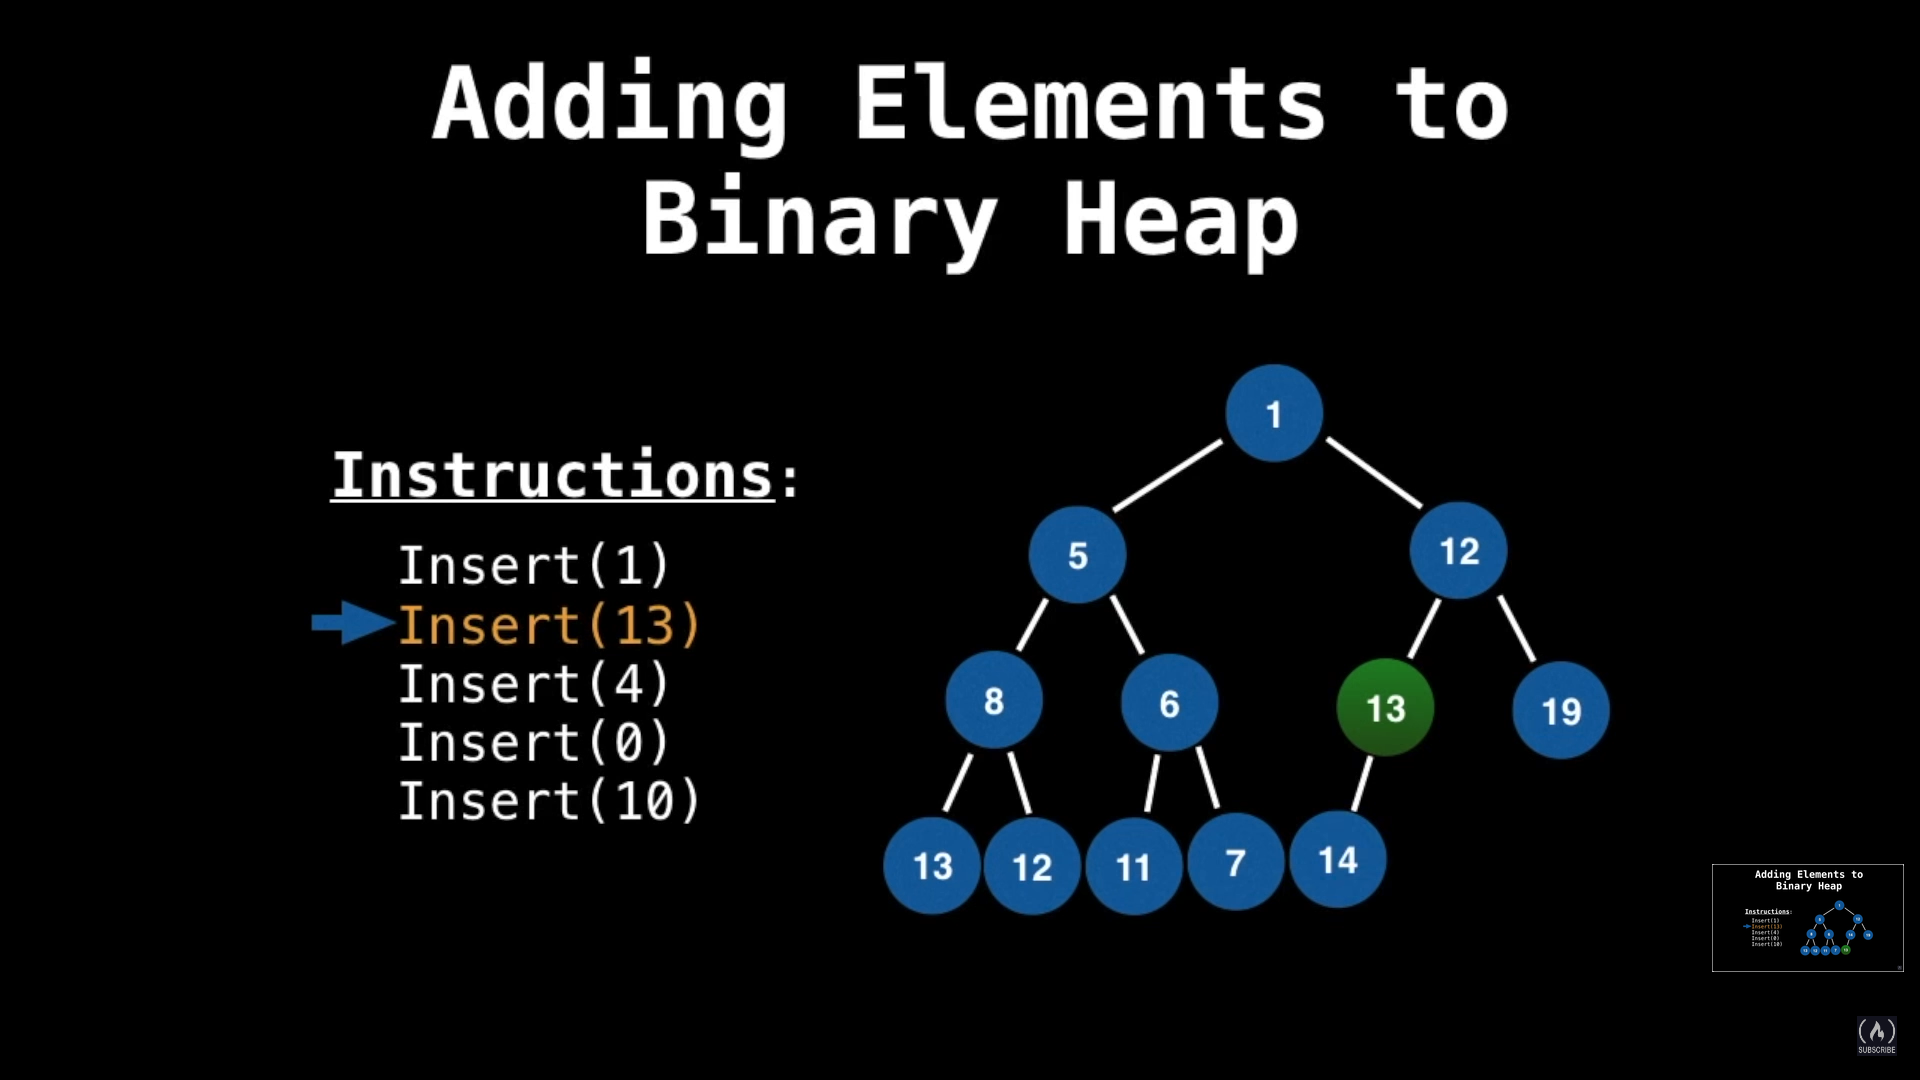 Adding Elements to
Binary Heap
Instructions:
Insert(1)
Insert(13)
Insert(4)
Insert(0)
Insert(10)
1
5
12
8
6
13
19
13
12
11
7
14
Adding Elements to
Binary Heap
Instructions:
Insert(1)
Insert(13)
Insert(4)
Insert(0)
Insert(10)
SUBSCRIBE